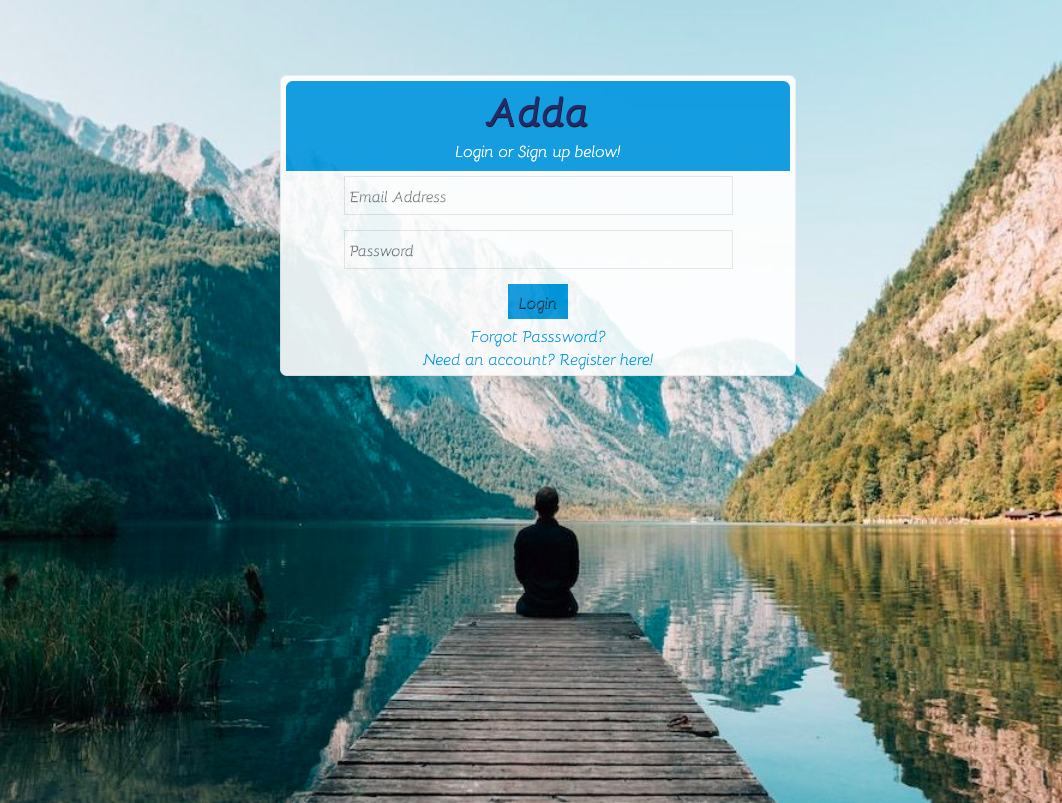 Adda
Login or Sign up below!
Email Address
Password
Login
Forgot Passsword?
Need an account? Register here!